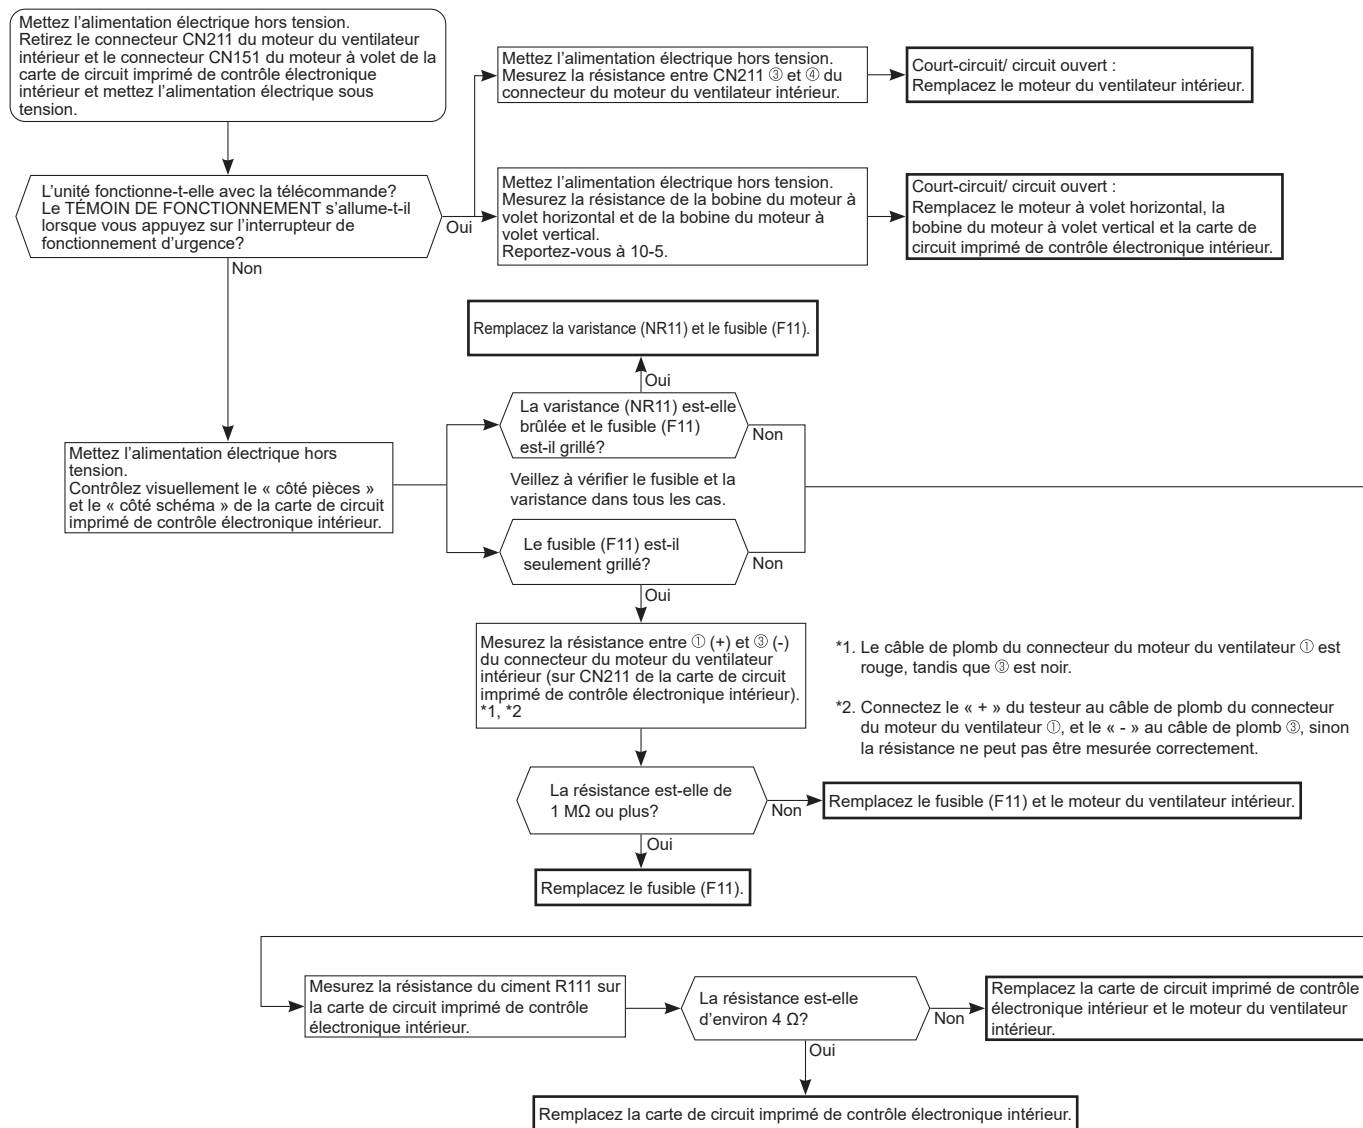 Mettez l’alimentation électrique hors tension.
Retirez le connecteur CN211 du moteur du ventilateur
intérieur et le connecteur CN151 du moteur à volet de la
carte de circuit imprimé de contrôle électronique
intérieur et mettez l’alimentation électrique sous
tension.
Mettez l’alimentation électrique hors tension.
Mesurez la résistance entre CN211 ③ et ④ du
connecteur du moteur du ventilateur intérieur.
Court-circuit/ circuit ouvert :
Remplacez le moteur du ventilateur intérieur.
L’unité fonctionne-t-elle avec la télécommande?
Le TÉMOIN DE FONCTIONNEMENT s’allume-t-il
lorsque vous appuyez sur l’interrupteur de
fonctionnement d’urgence?
Oui
Mettez l’alimentation électrique hors tension.
Mesurez la résistance de la bobine du moteur à
volet horizontal et de la bobine du moteur à
volet vertical.
Reportez-vous à 10-5.
Court-circuit/ circuit ouvert :
Remplacez le moteur à volet horizontal, la
bobine du moteur à volet vertical et la carte de
circuit imprimé de contrôle électronique intérieur.
Non
Remplacez la varistance (NR11) et le fusible (F11).
Oui
La varistance (NR11) est-elle
brûlée et le fusible (F11)
est-il grillé?
Non
Mettez l’alimentation électrique hors
tension.
Contrôlez visuellement le « côté pièces »
et le « côté schéma » de la carte de circuit
imprimé de contrôle électronique intérieur.
Veillez à vérifier le fusible et la
varistance dans tous les cas.
Le fusible (F11) est-il
seulement grillé?
Non
Oui
Mesurez la résistance entre ① (+) et ③ (-)
du connecteur du moteur du ventilateur
intérieur (sur CN211 de la carte de circuit
imprimé de contrôle électronique intérieur).
*1, *2
*1. Le câble de plomb du connecteur du moteur du ventilateur ① est
rouge, tandis que ③ est noir.
*2. Connectez le « + » du testeur au câble de plomb du connecteur
du moteur du ventilateur ①, et le « - » au câble de plomb ③, sinon
la résistance ne peut pas être mesurée correctement.
La résistance est-elle de
1 MΩ ou plus?
Non
Remplacez le fusible (F11) et le moteur du ventilateur intérieur.
Oui
Remplacez le fusible (F11).
Mesurez la résistance du ciment R111 sur
la carte de circuit imprimé de contrôle
électronique intérieur.
La résistance est-elle
d’environ 4 Ω?
Non
Remplacez la carte de circuit imprimé de contrôle
électronique intérieur et le moteur du ventilateur
intérieur.
Oui
Remplacez la carte de circuit imprimé de contrôle électronique intérieur.